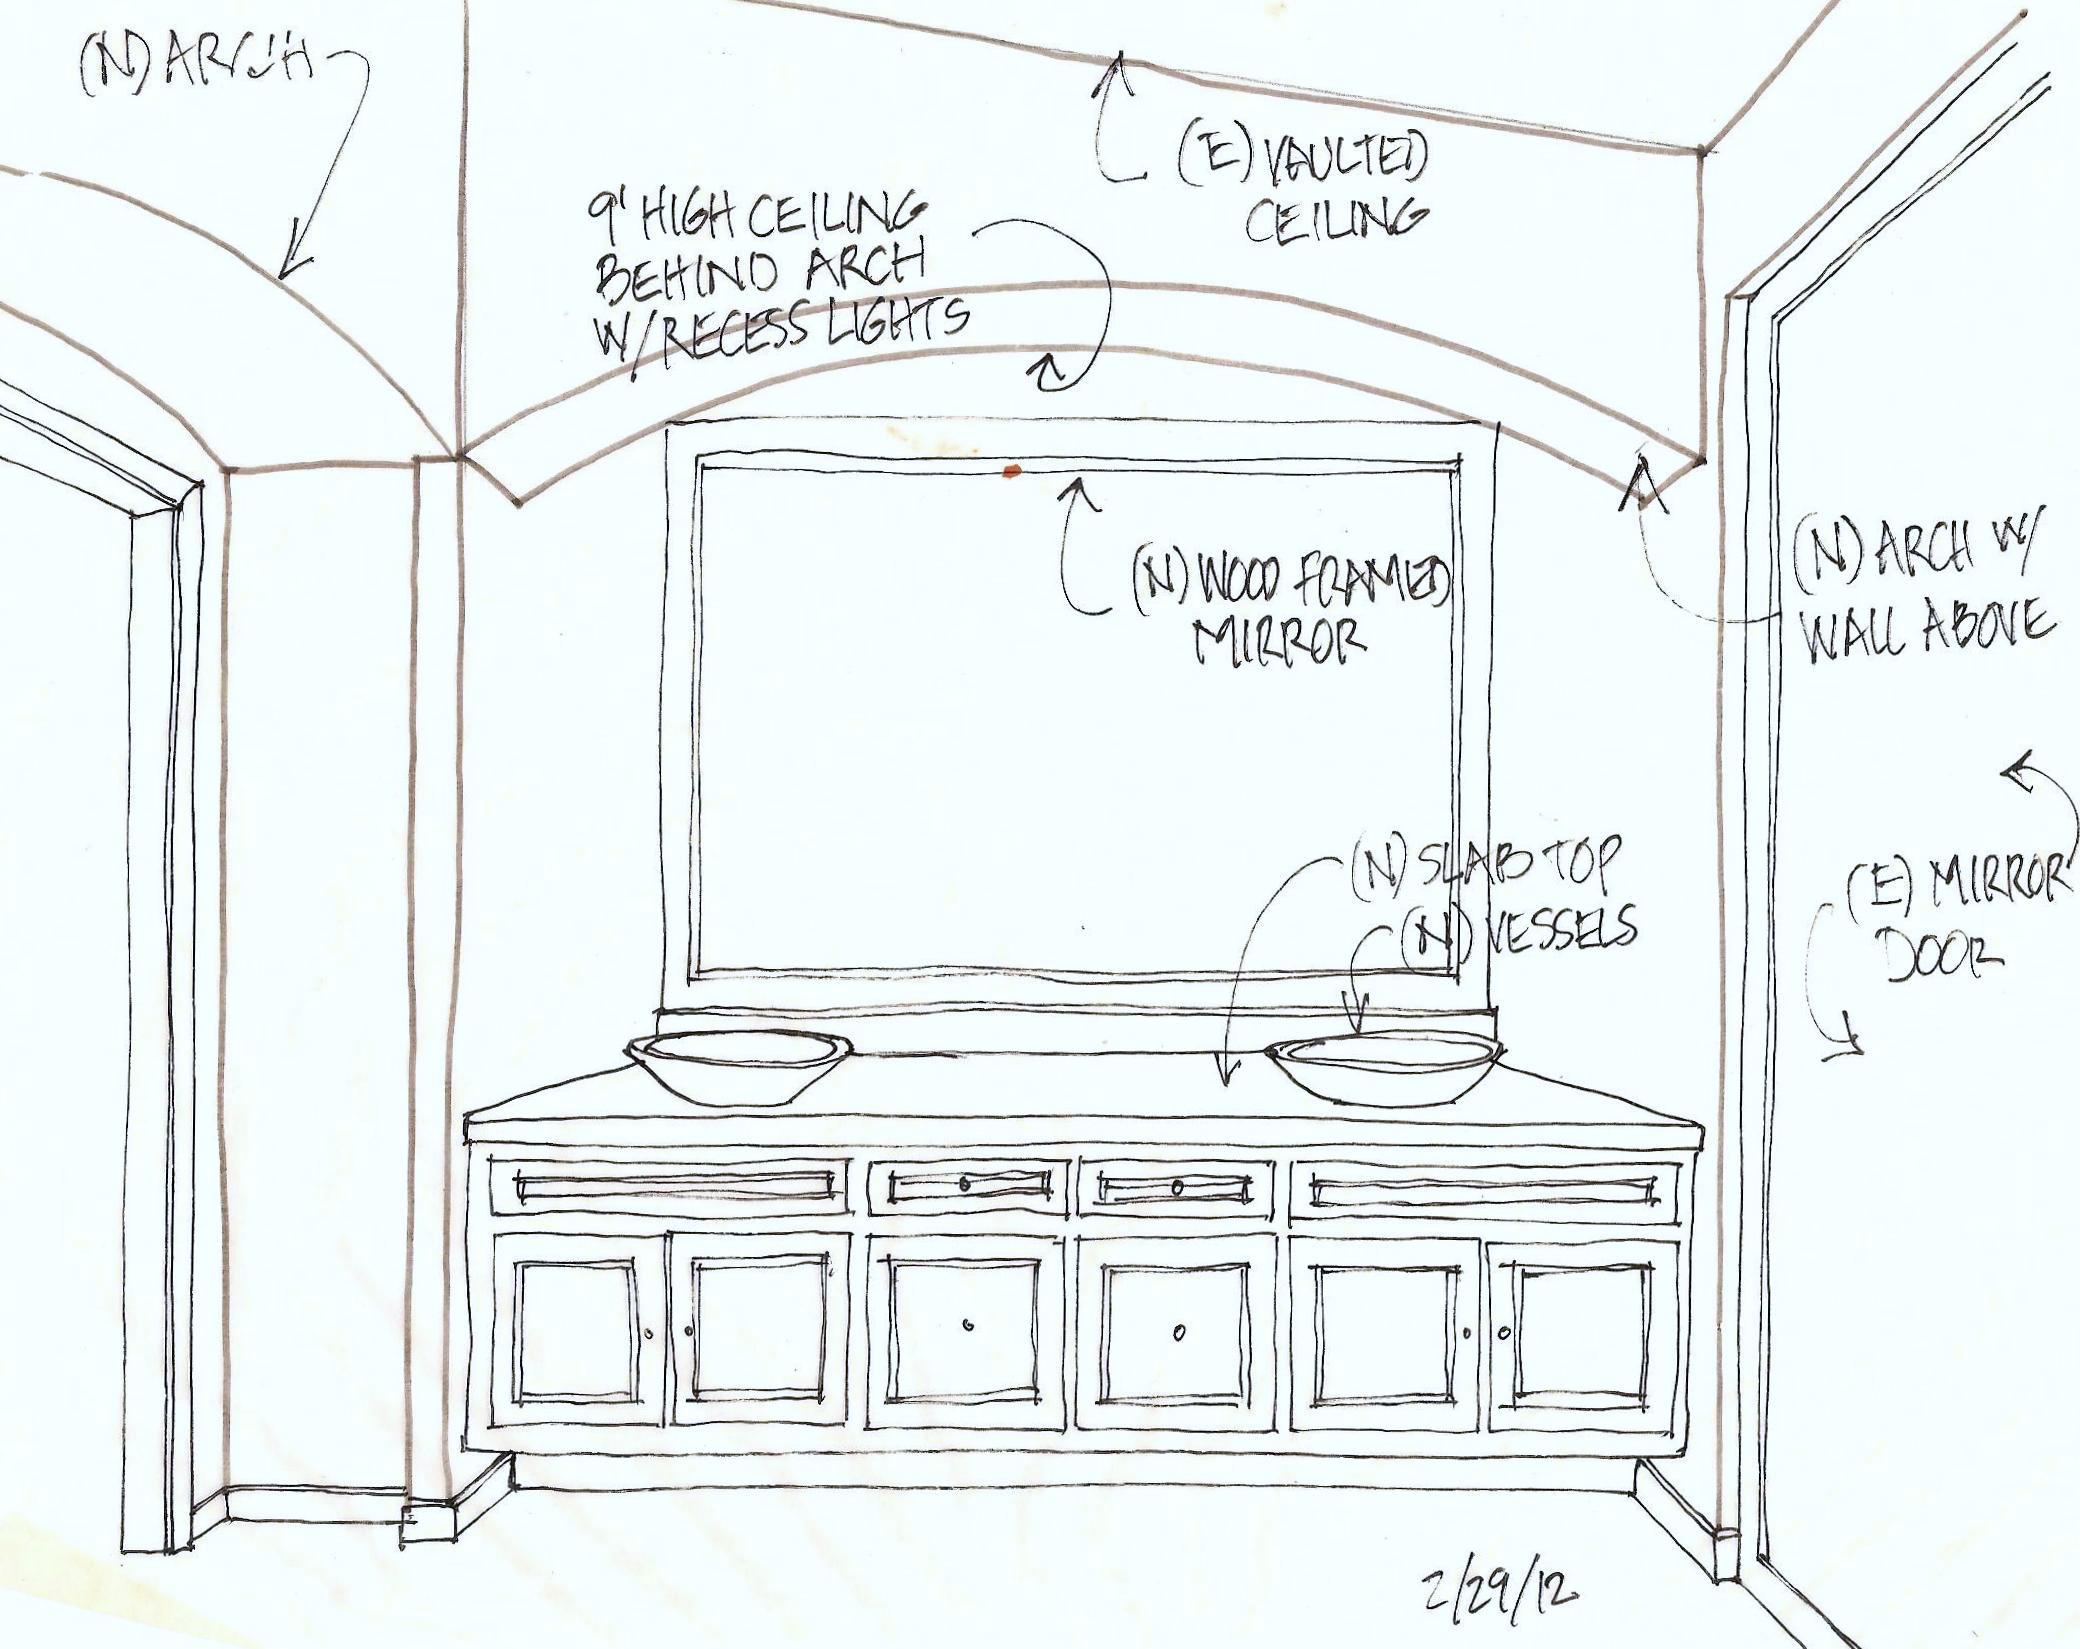 (N) ARCH
(E) VAULTED
CEILING
9' HIGH CEILING
BEHIND ARCH
W/RECESS LIGHTS
(N) WOOD FRAMED
MIRROR
(N) ARCH W/
WALL ABOVE
(N) SLAB TOP
(N) VESSELS
(E) MIRROR
DOOR
2/29/12